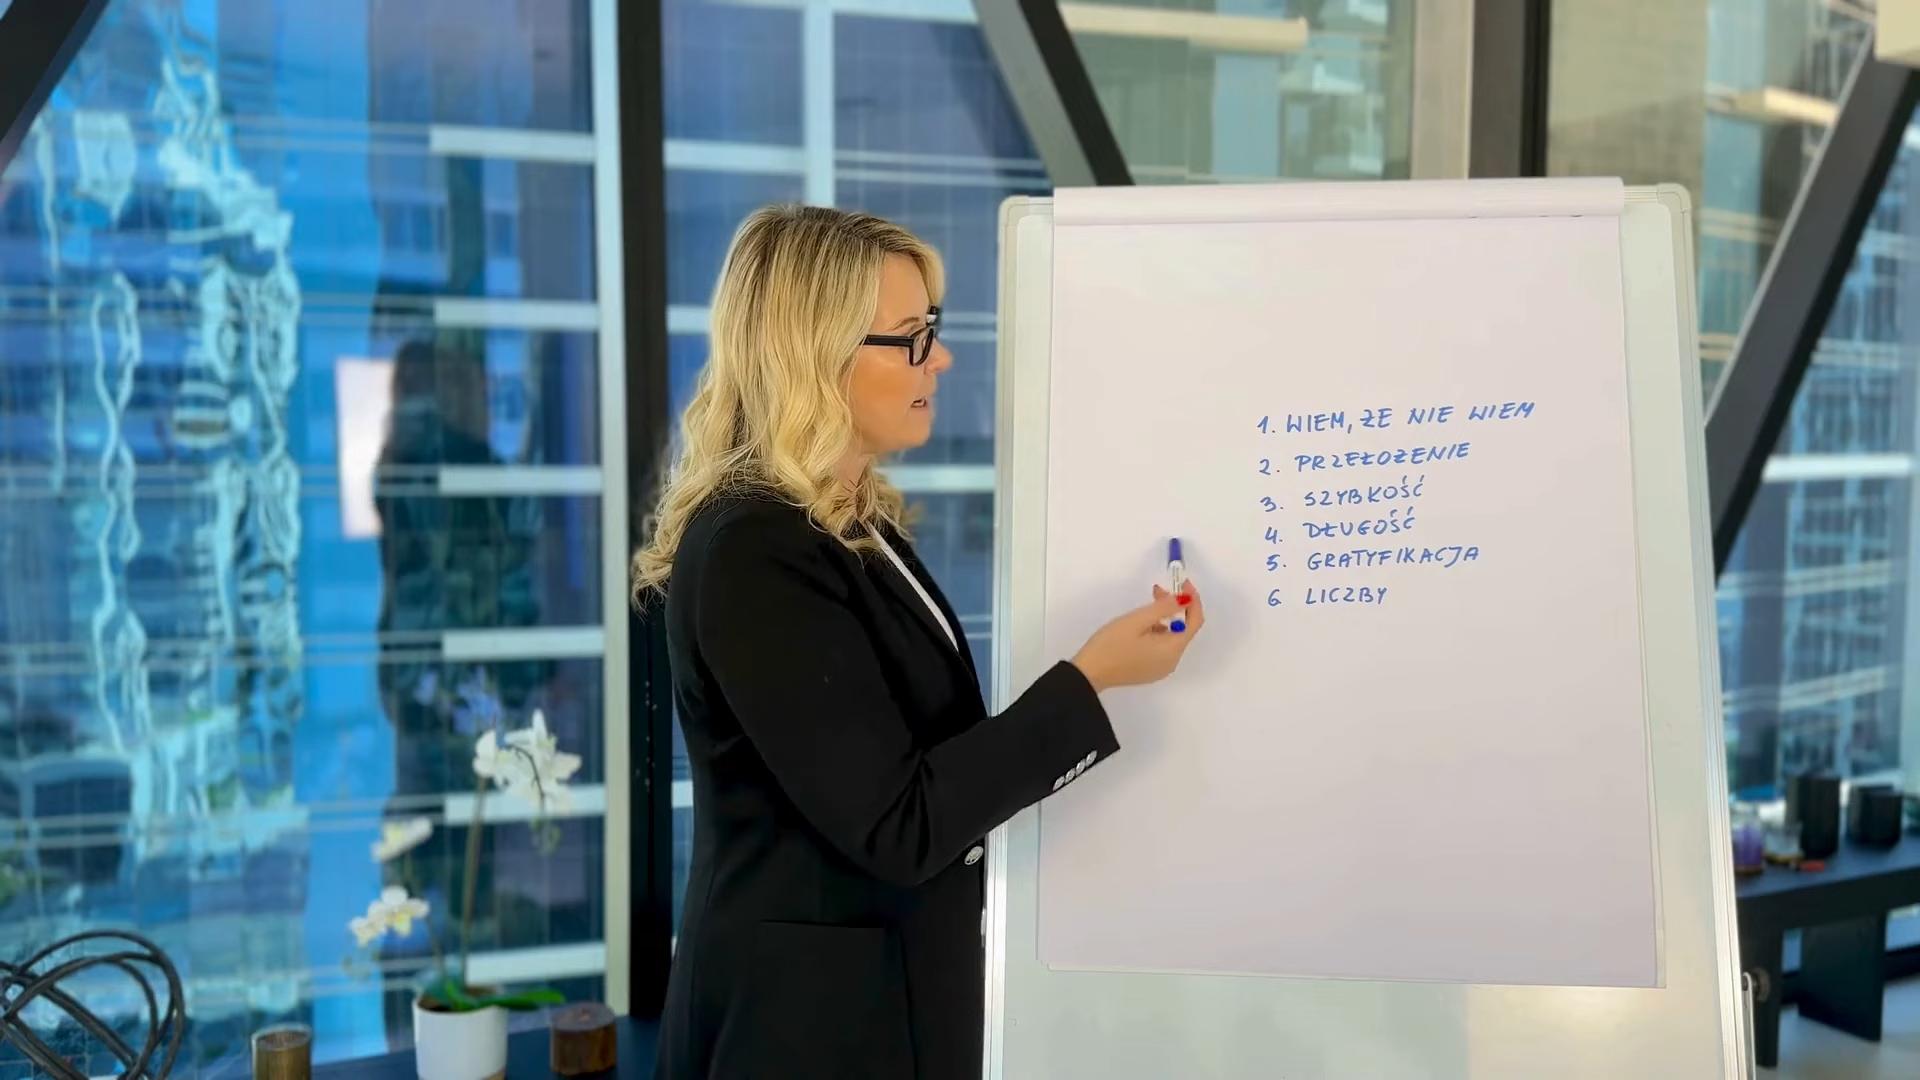 1. WIEM, ŻE NIE WIEM
2. PRZEŁOŻENIE
3. SZYBKOŚĆ
4. DŁUGOŚĆ
5. GRATYFIKACJA
6 LICZBY